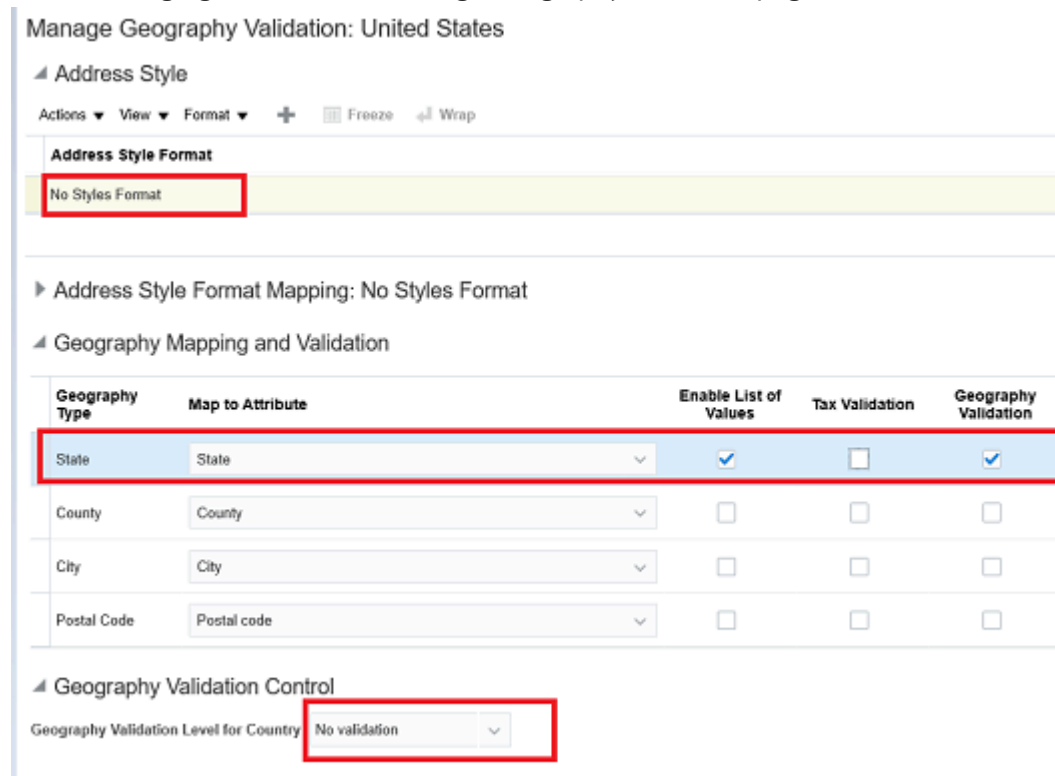 Manage Geography Validation: United States
Address Style
Actions View Format Freeze Wrap
Address Style Format
No Styles Format
Address Style Format Mapping: No Styles Format
Geography Mapping and Validation
Geography Type Map to Attribute Enable List of Values Tax Validation Geography Validation
State State
County County
City City
Postal Code Postal code
Geography Validation Control
Geography Validation Level for Country No validation